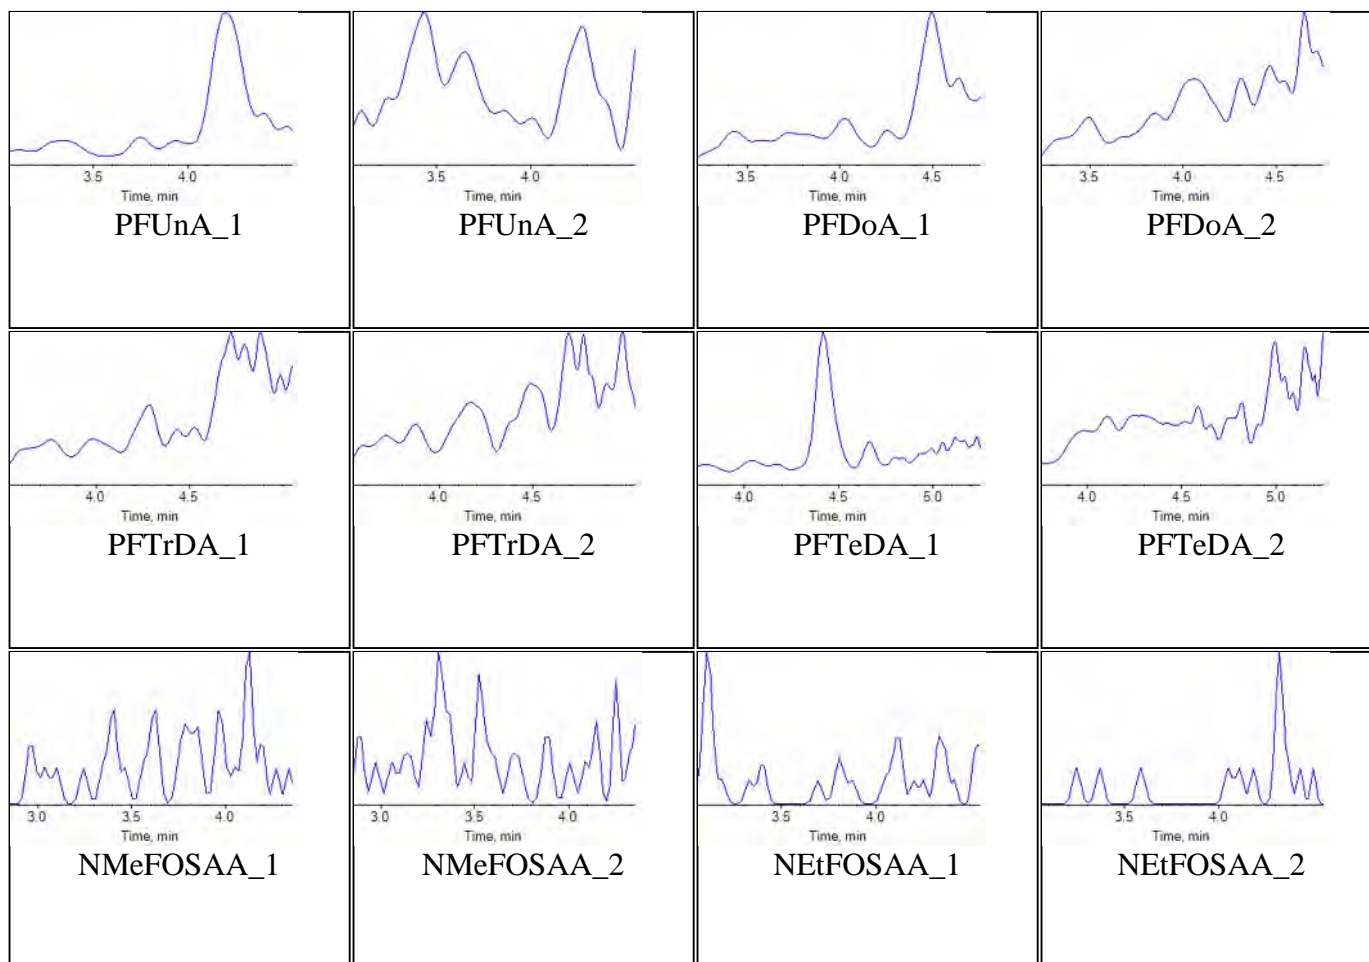 3.5 4.0
Time, min
PFUnA_1
3.5 4.0
Time, min
PFUnA_2
3.5 4.0 4.5
Time, min
PFDoA_1
3.5 4.0 4.5
Time, min
PFDoA_2
4.0 4.5
Time, min
PFTrDA_1
4.0 4.5
Time, min
PFTrDA_2
4.0 4.5 5.0
Time, min
PFTeDA_1
4.0 4.5 5.0
Time, min
PFTeDA_2
3.0 3.5 4.0
Time, min
NMeFOSAA_1
3.0 3.5 4.0
Time, min
NMeFOSAA_2
3.5 4.0
Time, min
NEtFOSAA_1
3.5 4.0
Time, min
NEtFOSAA_2